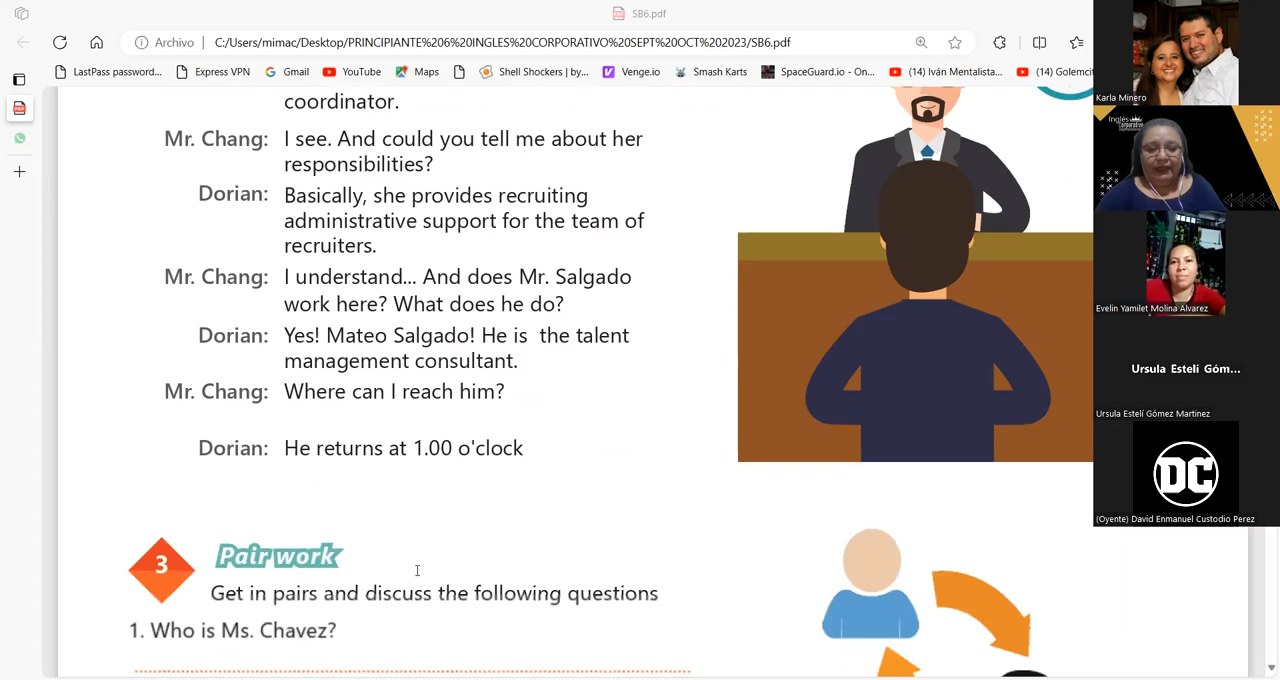 SB6.pdf
Archivo
C:/Users/mimac/Desktop/PRINCIPIANTE%206%20INGLES%20CORPORATIVO%20SEPT%20OCT%202023/SB6.pdf
LastPass password...
Express VPN
Gmail
YouTube
Maps
Shell Shockers | by...
Venge.io
Smash Karts
SpaceGuard.io - On...
(14) Iván Mentalista...
(14) Golemcit
coordinator.
Mr. Chang: I see. And could you tell me about her
responsibilities?
Dorian: Basically, she provides recruiting
administrative support for the team of
recruiters.
Mr. Chang: I understand... And does Mr. Salgado
work here? What does he do?
Dorian: Yes! Mateo Salgado! He is the talent
management consultant.
Mr. Chang: Where can I reach him?
Dorian: He returns at 1.00 o'clock
3
Pair work
Get in pairs and discuss the following questions
1. Who is Ms. Chavez?
Karla Minero
Inglés
Corporativo
Evelin Yamilet Molina Alvarez
Ursula Estelí Góm...
Ursula Estelí Gómez Martinez
DC
(Oyente) David Enmanuel Custodio Perez